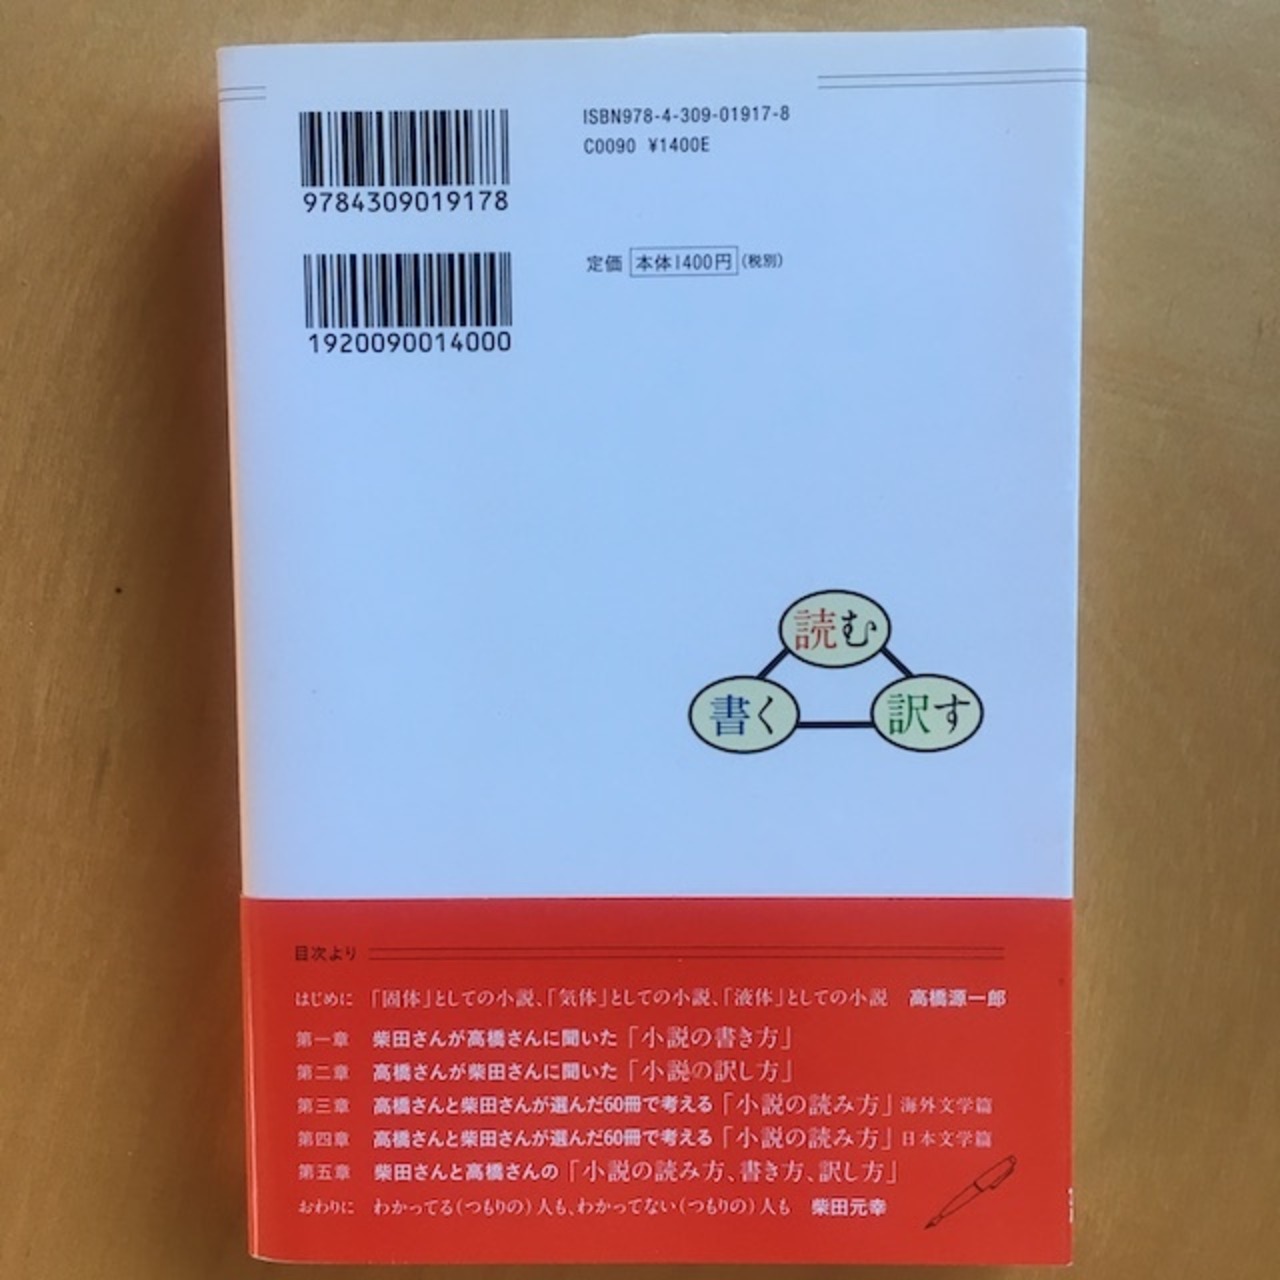 ISBN978-4-309-01917-8
C0090 ¥1400E
9784309019178
定価 本体1400円(税別)
1920090014000
読む
書く
訳す
目次より
はじめに 「固体」としての小説、「気体」としての小説、「液体」としての小説 高橋源一郎
第一章 柴田さんが高橋さんに聞いた「小説の書き方」
第二章 高橋さんが柴田さんに聞いた「小説の訳し方」
第三章 高橋さんと柴田さんが選んだ60冊で考える「小説の読み方」海外文学篇
第四章 高橋さんと柴田さんが選んだ60冊で考える「小説の読み方」日本文学篇
第五章 柴田さんと高橋さんの「小説の読み方、書き方、訳し方」
おわりに わかってる(つもりの)人も、わかってない(つもりの)人も 柴田元幸